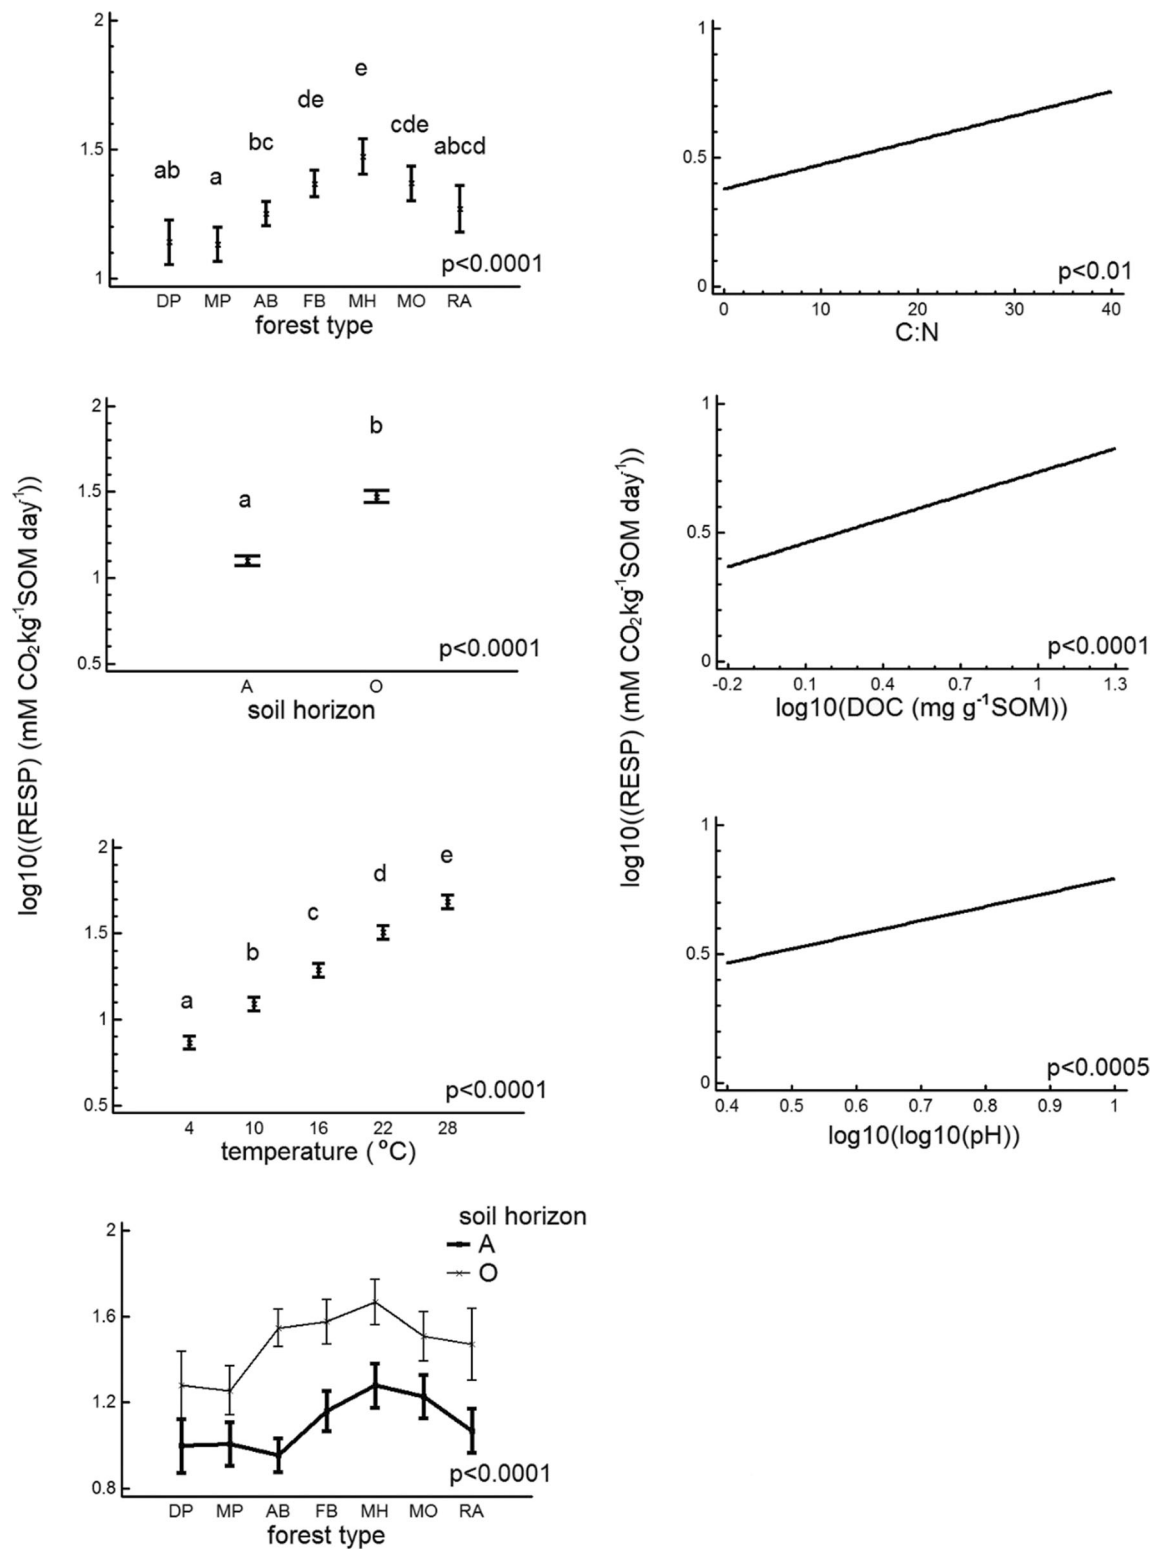 log10((RESP) (mM CO₂kg⁻¹SOM day⁻¹))
2
1.5
1
ab
a
bc
de
e
cde
abcd
p<0.0001
DP MP AB FB MH MO RA
forest type
2
1.5
1
0.5
a
b
p<0.0001
A O
soil horizon
2
1.5
1
0.5
a
b
c
d
e
p<0.0001
4 10 16 22 28
temperature (°C)
2
1.6
1.2
0.8
soil horizon
A
O
p<0.0001
DP MP AB FB MH MO RA
forest type
log10((RESP) (mM CO₂kg⁻¹SOM day⁻¹))
1
0.5
0
p<0.01
0 10 20 30 40
C:N
1
0.5
0
p<0.0001
-0.2 0.1 0.4 0.7 1 1.3
log10(DOC (mg g⁻¹SOM))
1
0.5
0
p<0.0005
0.4 0.5 0.6 0.7 0.8 0.9 1
log10(log10(pH))